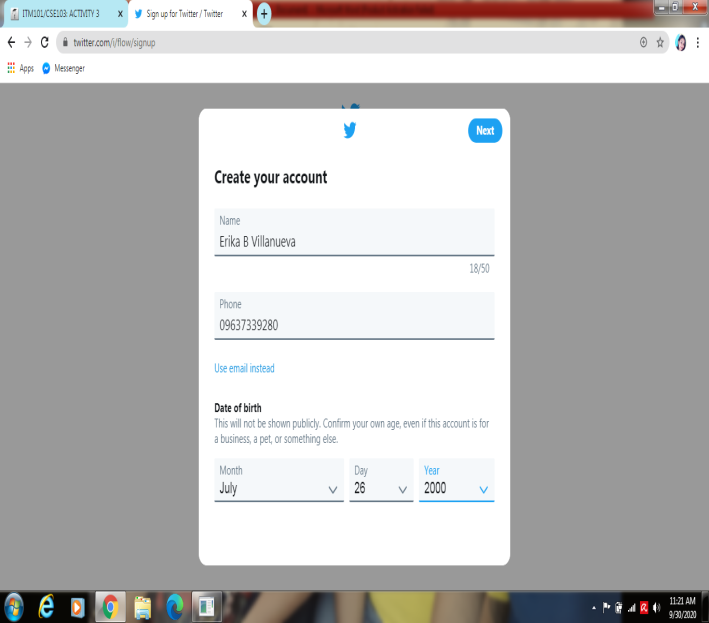 ITM101/CSE103: ACTIVITY 3
Sign up for Twitter / Twitter
twitter.com/i/flow/signup
Apps
Messenger
Next
Create your account
Name
Erika B Villanueva
18/50
Phone
09637339280
Use email instead
Date of birth
This will not be shown publicly. Confirm your own age, even if this account is for
a business, a pet, or something else.
Month
Day
Year
July
26
2000
11:21 AM
9/30/2020